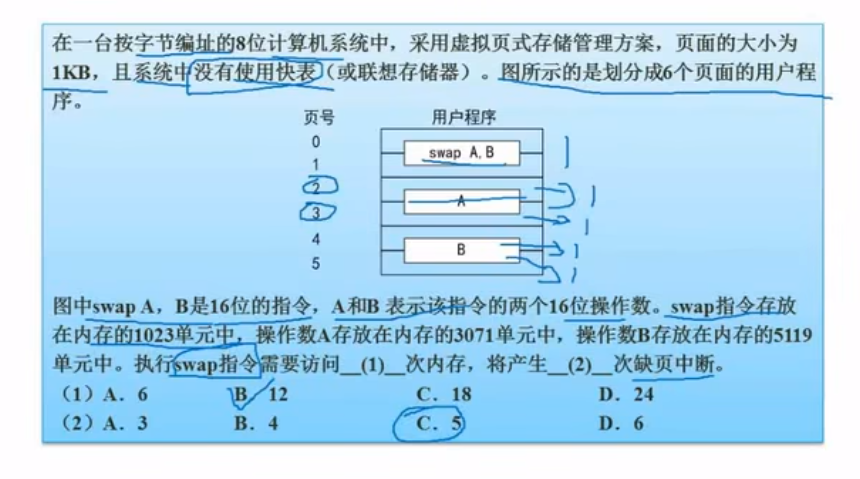 在一台按字节编址的8位计算机系统中，采用虚拟页式存储管理方案，页面的大小为
1KB，且系统中没有使用快表（或联想存储器）。图所示的是划分成6个页面的用户程
序。
页号 用户程序
0
swap A,B
1
2
A
3
4
B
5
图中swap A，B是16位的指令，A和B 表示该指令的两个16位操作数。swap指令存放
在内存的1023单元中，操作数A存放在内存的3071单元中，操作数B存放在内存的5119
单元中。执行swap指令需要访问__(1)__次内存，将产生__(2)__次缺页中断。
（1）A．6 B．12 C．18 D．24
（2）A．3 B．4 C．5 D．6